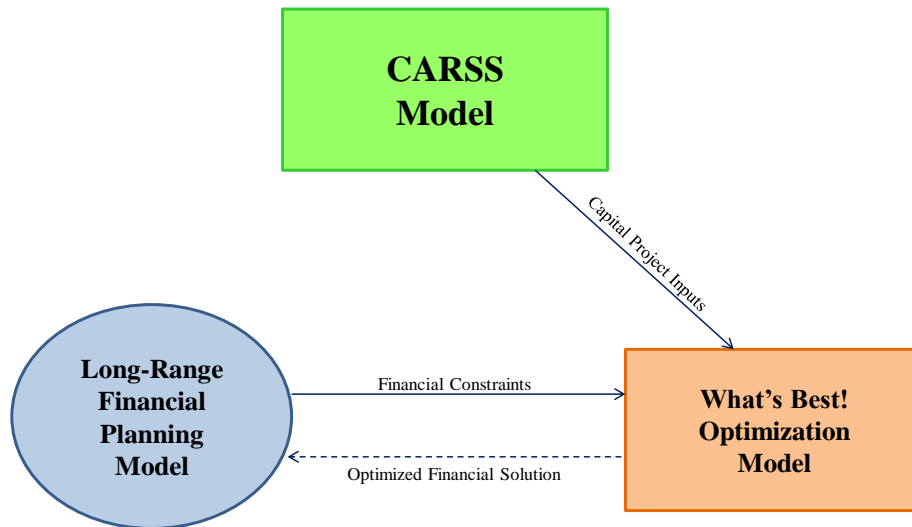 CARSS
Model
Capital Project Inputs
Long-Range
Financial
Planning
Model
Financial Constraints
Optimized Financial Solution
What's Best!
Optimization
Model